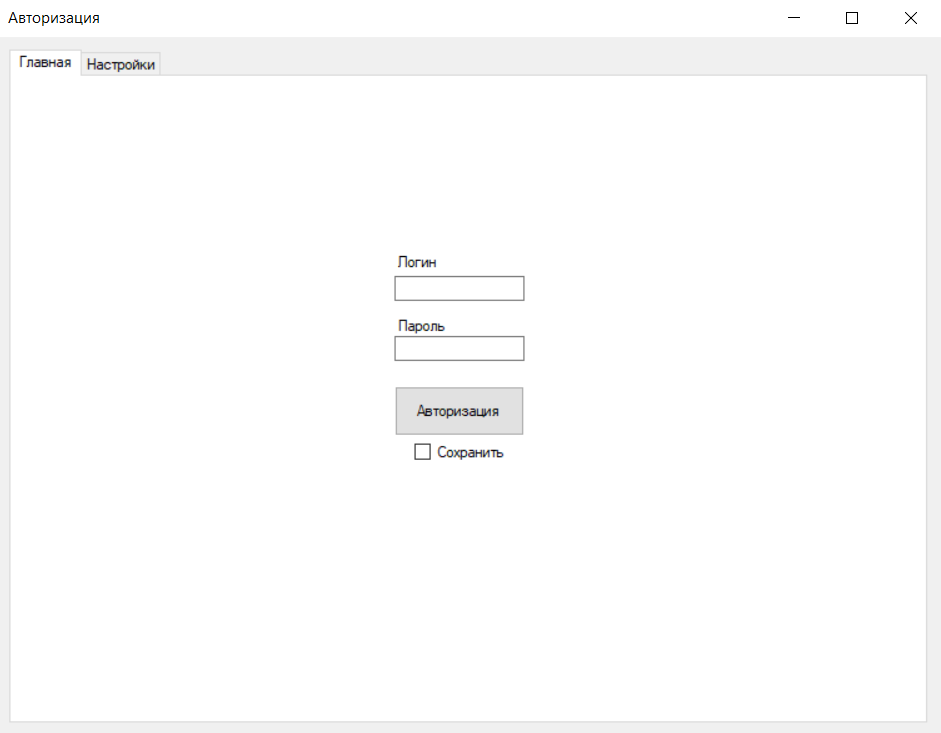 Авторизация
Главная Настройки
Логин
Пароль
Авторизация
Сохранить